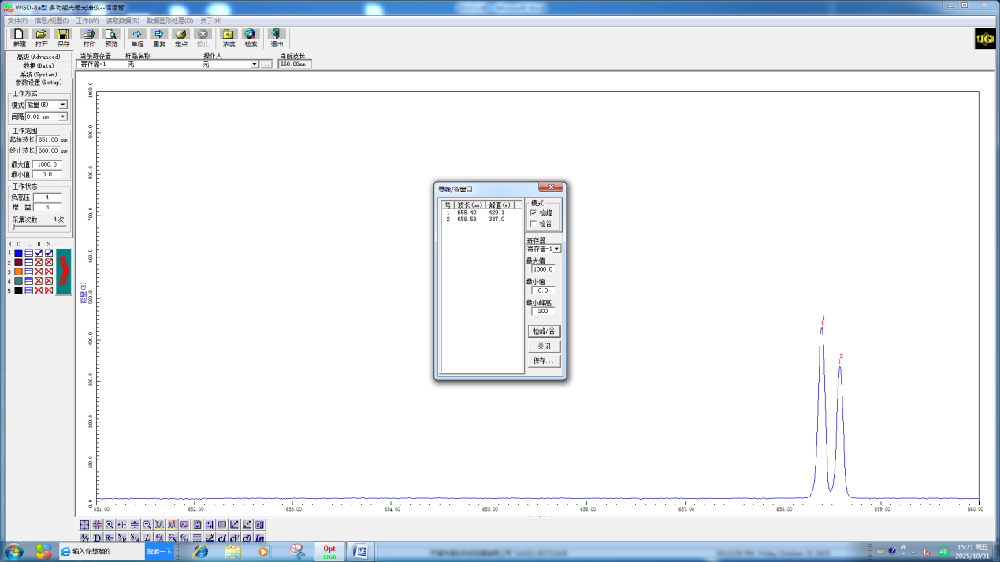 WGD-8a型 多功能光栅光谱仪--倍增管
文件(F) 信息/视图(I) 工作(W) 读取数据(R) 数据图形处理(D) 关于(H)
新建 打开 保存 打印 预览 单程 重复 定点 停止 浓度 检索 退出
TJGD
高级(Advanced)
数据(Data)
系统(System)
参数设置(Setup)
当前寄存器 样品名称 操作人 当前波长
寄存器-1 无 无 ... 660.00nm
工作方式
模式 能量(E)
间隔 0.01 nm
工作范围
起始波长 651.00 nm
终止波长 660.00 nm
最大值 1000.0
最小值 0.0
工作状态
负高压 4
增 益 3
采集次数 4次
R C L D S
1
2
3
4
5
1000.0
900.0
800.0
700.0
600.0
500.0
400.0
300.0
200.0
100.0
0.0
能量(E)
651.00 652.00 653.00 654.00 655.00 656.00 657.00 658.00 659.00 660.00
1
2
寻峰/谷窗口
号 波长(nm) 峰值(e)
1 658.40 429.1
2 658.58 337.0
模式
检峰
检谷
寄存器
寄存器-1
最大值
1000.0
最小值
0.0
最小峰高
200
检峰/谷
关闭
保存...
输入你想搜的 搜索一下
Opt
TJGD
40
15:21 周五
2025/10/31